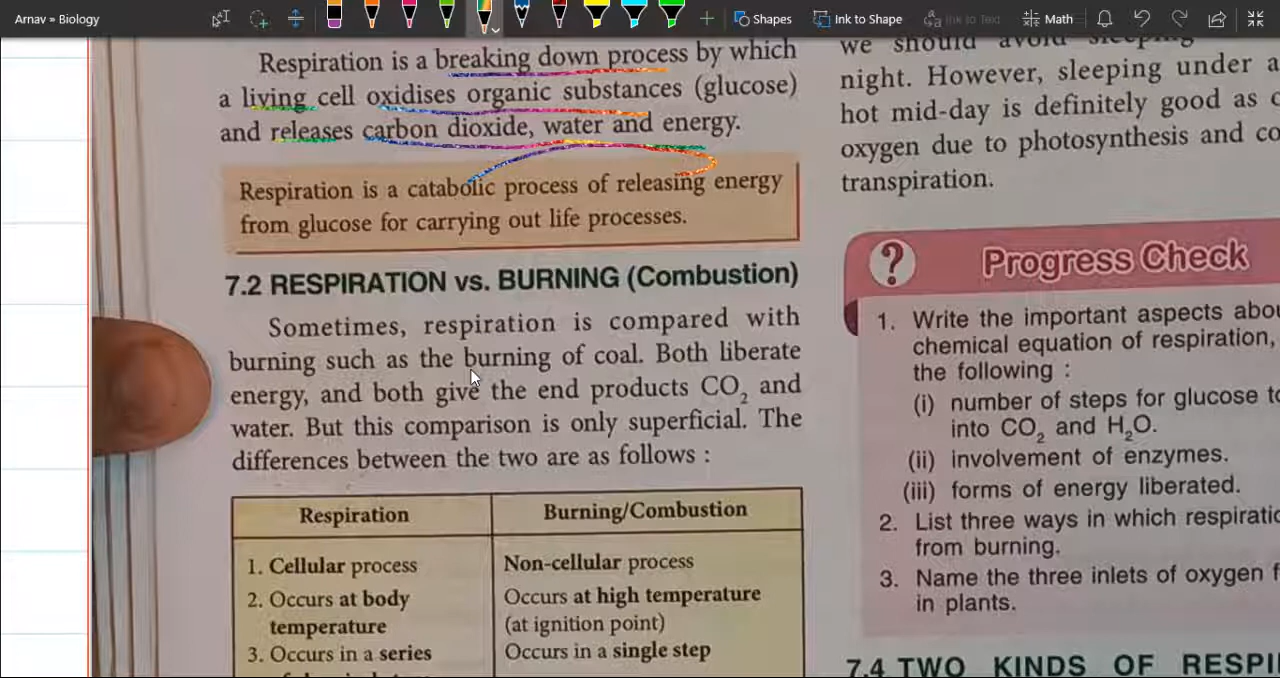 Arnav » Biology
Shapes
Ink to Shape
Ink to Text
Math
Respiration is a breaking down process by which
a living cell oxidises organic substances (glucose)
and releases carbon dioxide, water and energy.
Respiration is a catabolic process of releasing energy
from glucose for carrying out life processes.
7.2 RESPIRATION vs. BURNING (Combustion)
Sometimes, respiration is compared with
burning such as the burning of coal. Both liberate
energy, and both give the end products CO₂ and
water. But this comparison is only superficial. The
differences between the two are as follows :
Respiration Burning/Combustion
1. Cellular process Non-cellular process
2. Occurs at body Occurs at high temperature
temperature (at ignition point)
3. Occurs in a series Occurs in a single step
we should avoid sleeping
night. However, sleeping under a
hot mid-day is definitely good as
oxygen due to photosynthesis and
transpiration.
? Progress Check
1. Write the important aspects
chemical equation of respiration,
the following :
(i) number of steps for glucose
into CO₂ and H₂O.
(ii) involvement of enzymes.
(iii) forms of energy liberated.
2. List three ways in which
from burning.
3. Name the three inlets of oxygen
in plants.
7.4 TWO KINDS OF